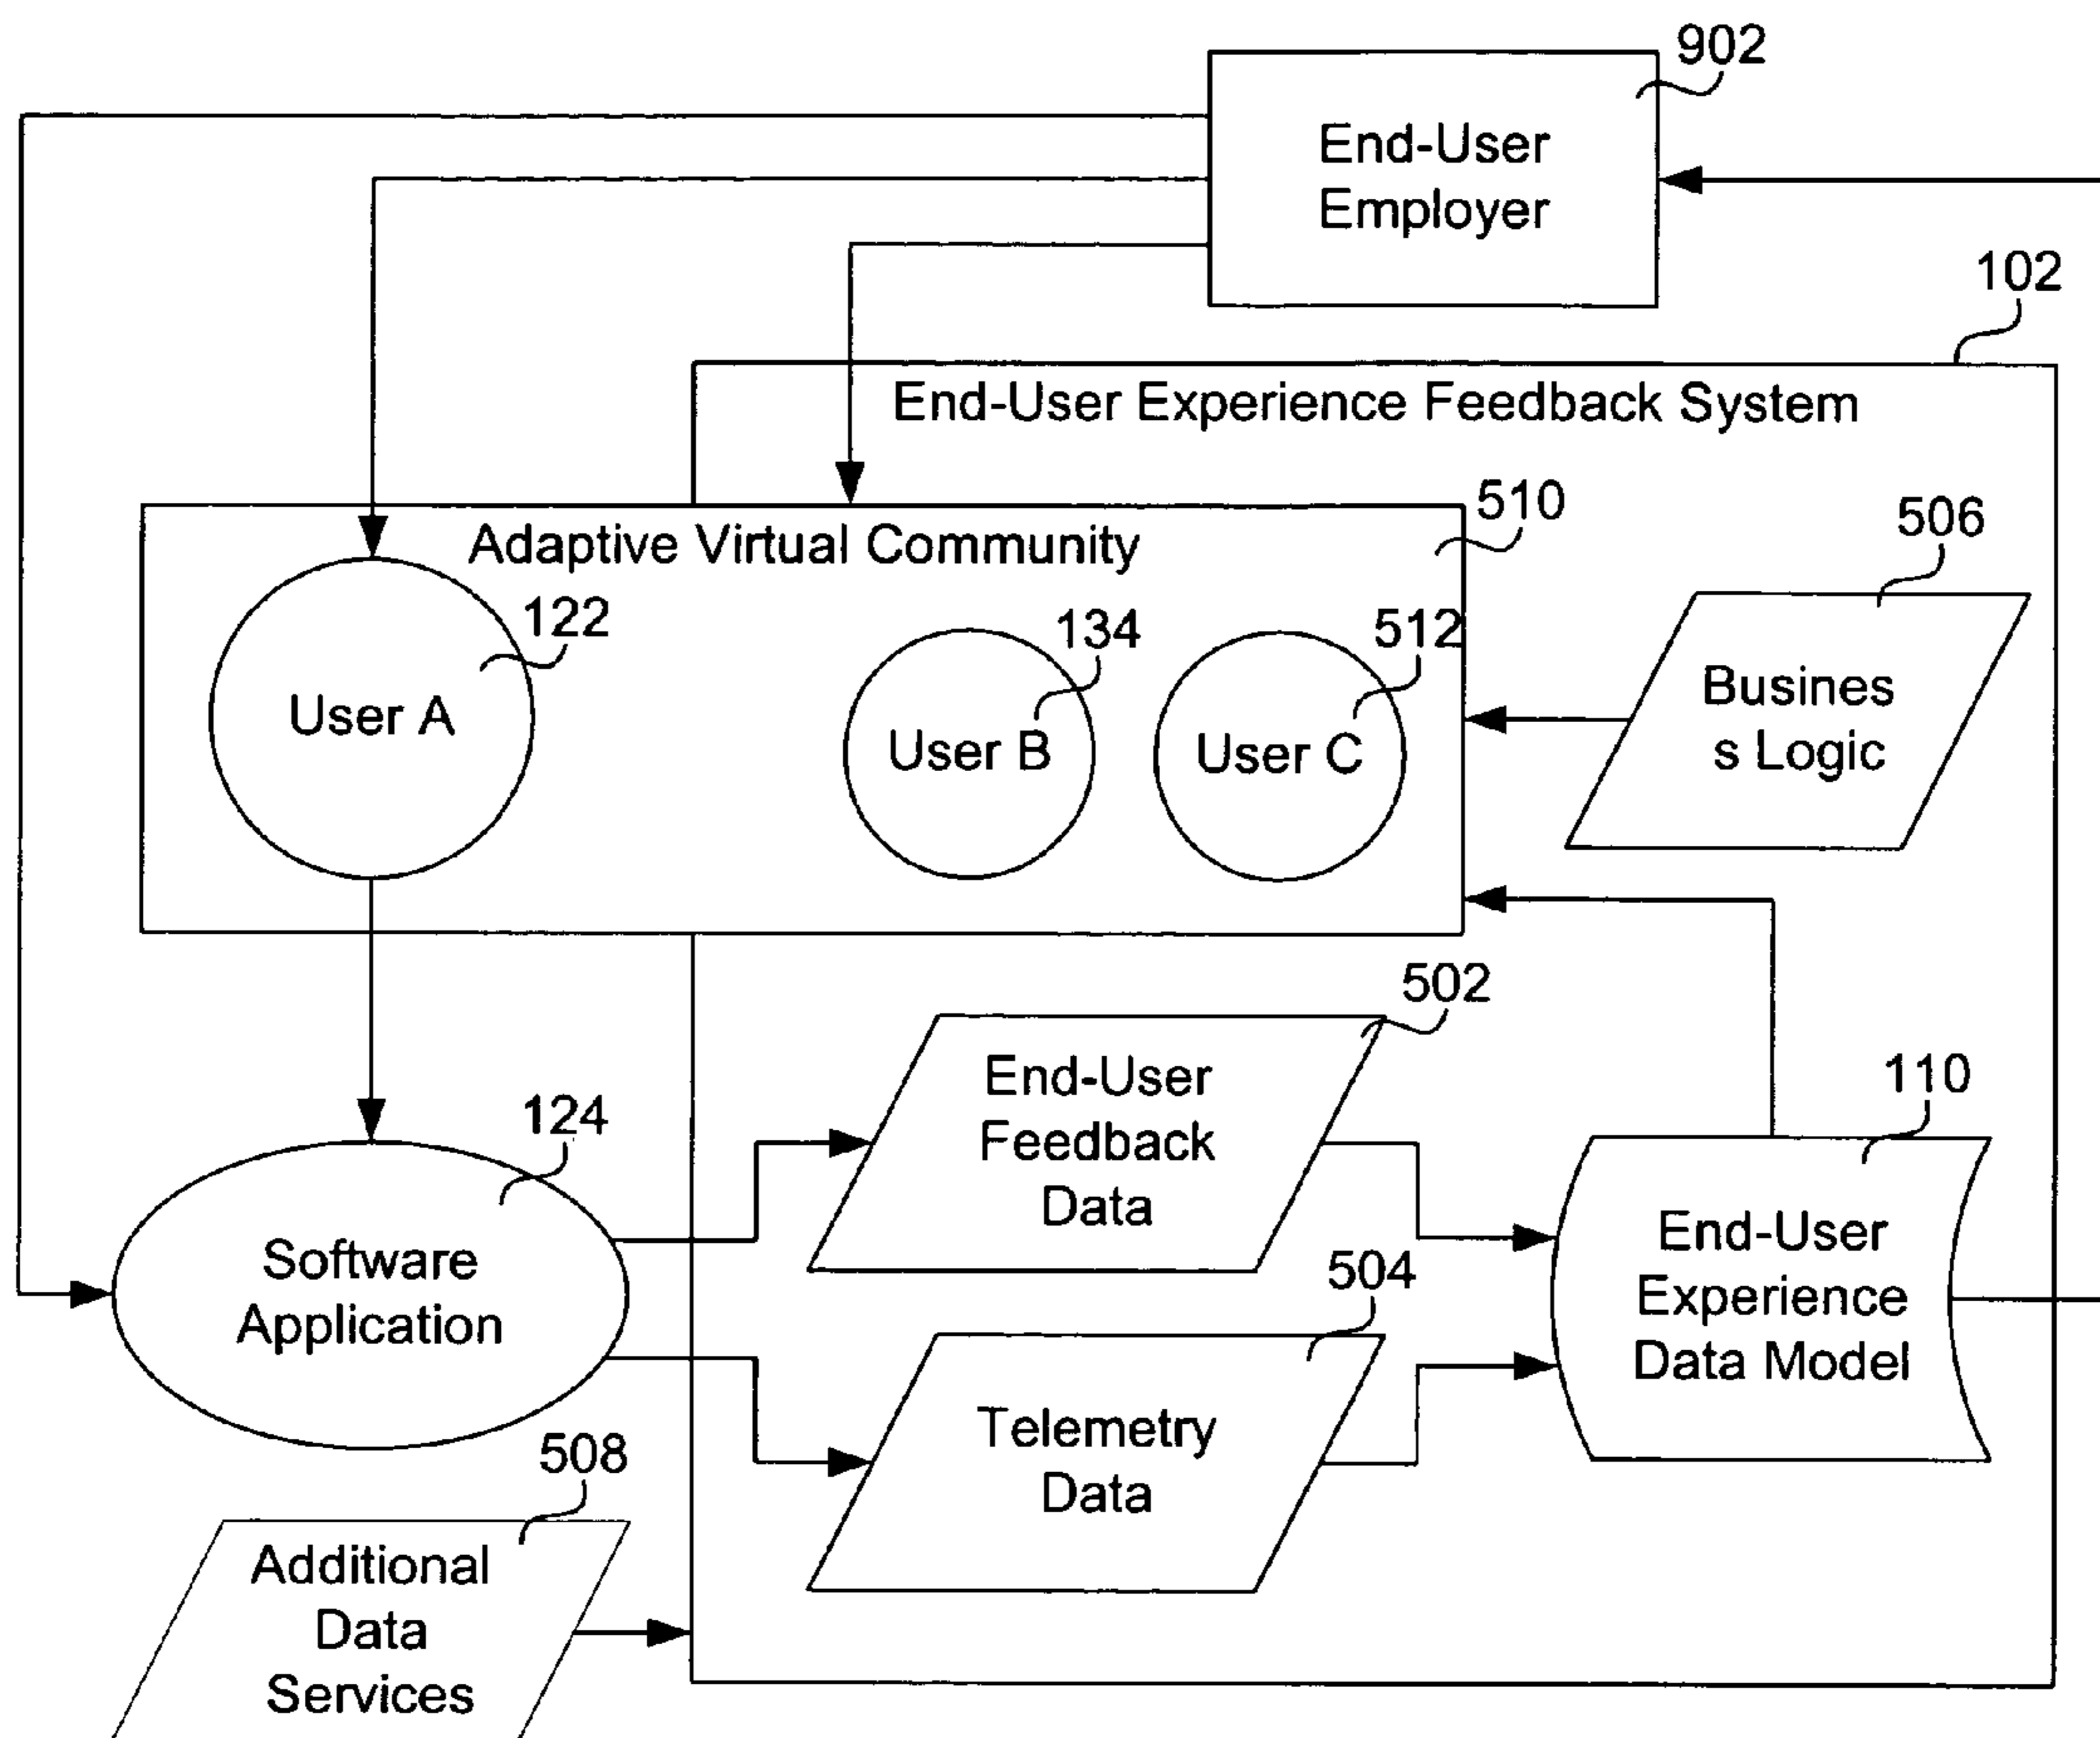 902
End-User
Employer
102
End-User Experience Feedback System
510
Adaptive Virtual Community
506
122
134
512
User A
User B
User C
Busines
s Logic
502
End-User
Feedback
Data
110
124
Software
Application
504
End-User
Experience
Data Model
Telemetry
Data
508
Additional
Data
Services